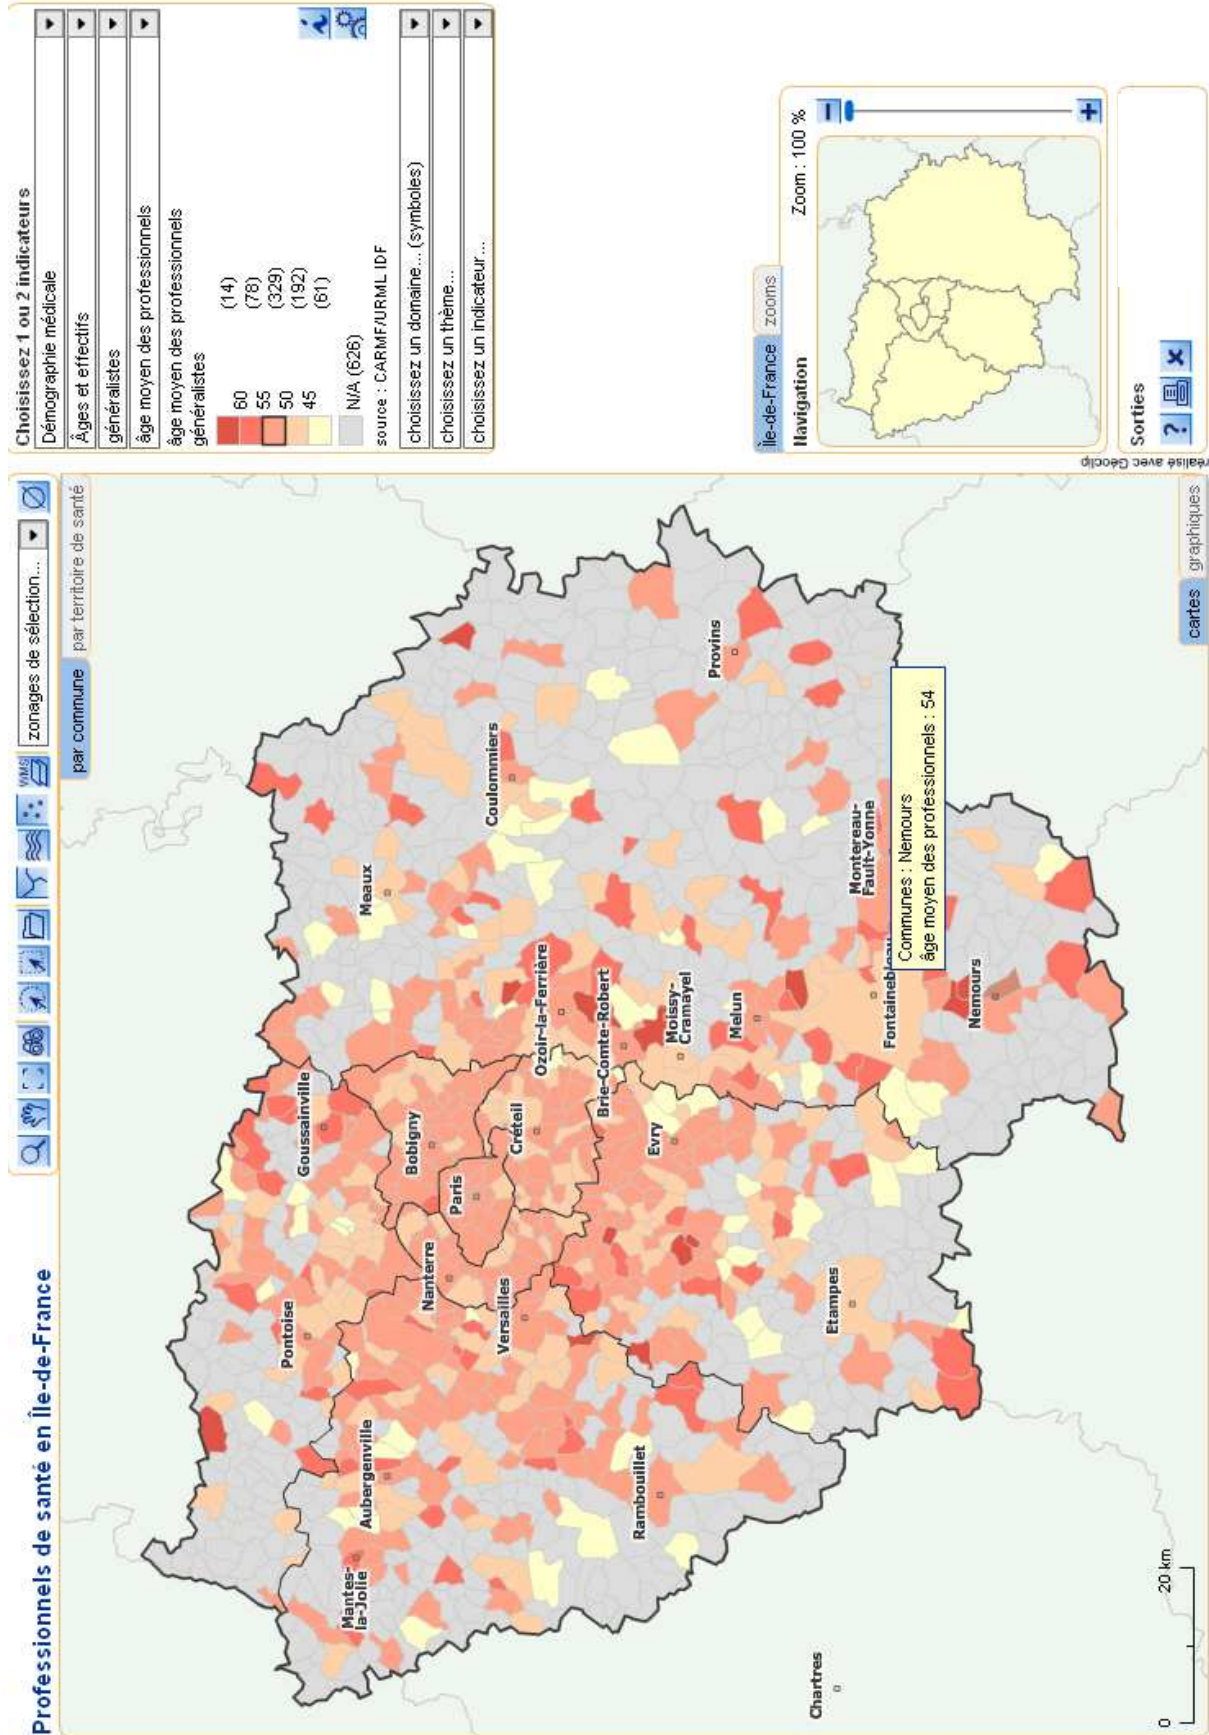 Professionnels de santé en Île-de-France
zonages de sélection...
WMS
par commune
par territoire de santé
Goussainville
Pontoise
Meaux
Aubergenville
Mantes-
la-Jolie
Bobigny
Paris
Nanterre
Créteil
Versailles
Coulommiers
Ozoir-la-Ferrière
Brie-Comte-Robert
Moissy-
Cramayel
Evry
Melun
Provins
Rambouillet
Etampes
Montereau-
Fault-Yonne
Fontainebleau
Nemours
Communes : Nemours
âge moyen des professionnels : 54
Chartres
0
20 km
cartes
graphiques
réalisé avec Géoclip
Choisissez 1 ou 2 indicateurs
Démographie médicale
Âges et effectifs
généralistes
âge moyen des professionnels
âge moyen des professionnels
généralistes
(14)
60
(78)
55
(329)
50
(192)
45
(61)
N/A (626)
source : CARMF/URML IDF
choisissez un domaine... (symboles)
choisissez un thème...
choisissez un indicateur...
Île-de-France
zooms
Navigation
Zoom : 100 %
Sorties